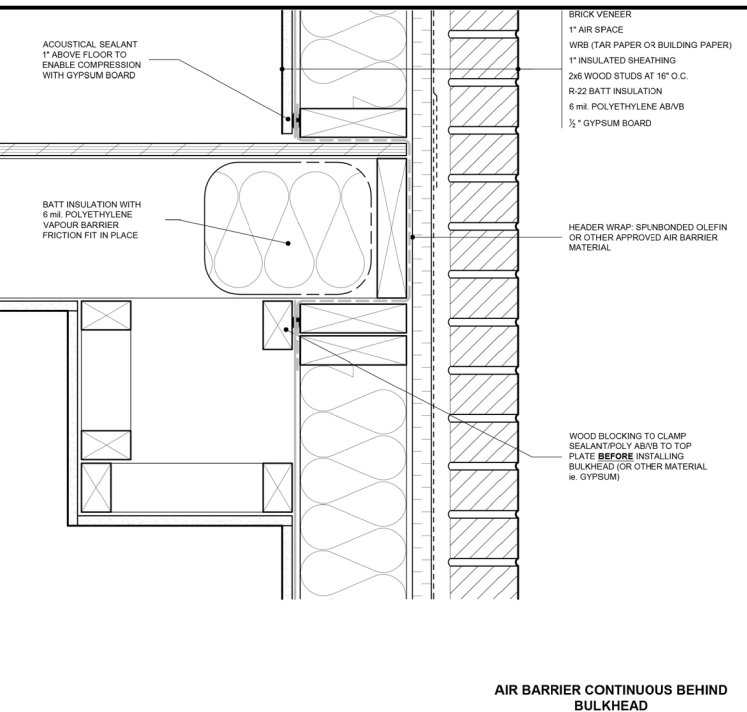 ACOUSTICAL SEALANT
1" ABOVE FLOOR TO
ENABLE COMPRESSION
WITH GYPSUM BOARD
BRICK VENEER
1" AIR SPACE
WRB (TAR PAPER OR BUILDING PAPER)
1" INSULATED SHEATHING
2x6 WOOD STUDS AT 16" O.C.
R-22 BATT INSULATION
6 mil. POLYETHYLENE AB/VB
½ " GYPSUM BOARD
BATT INSULATION WITH
6 mil. POLYETHYLENE
VAPOUR BARRIER
FRICTION FIT IN PLACE
HEADER WRAP: SPUNBONDED OLEFIN
OR OTHER APPROVED AIR BARRIER
MATERIAL
WOOD BLOCKING TO CLAMP
SEALANT/POLY AB/VB TO TOP
PLATE BEFORE INSTALLING
BULKHEAD (OR OTHER MATERIAL
ie. GYPSUM)
AIR BARRIER CONTINUOUS BEHIND
BULKHEAD